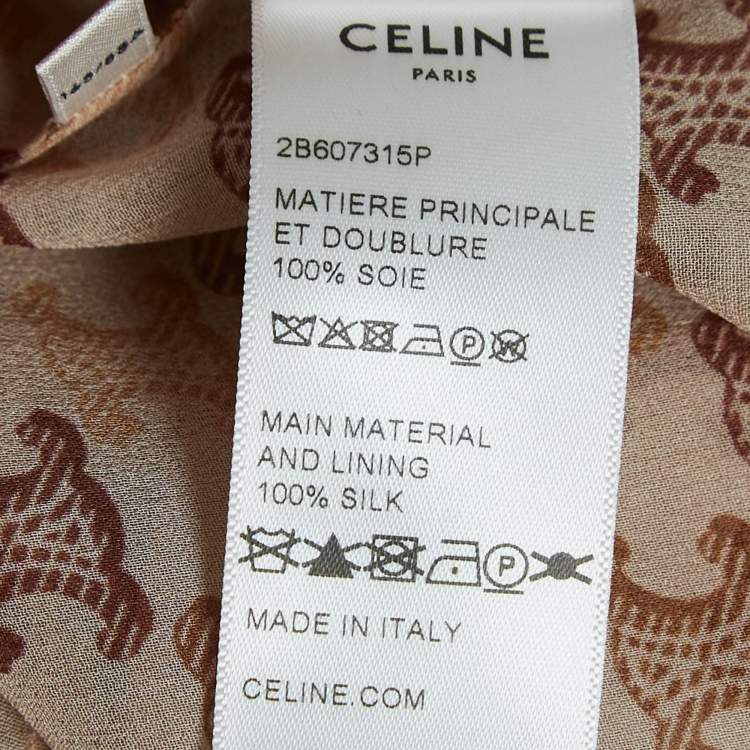 CELINE
PARIS
2B607315P
MATIERE PRINCIPALE
ET DOUBLURE
100% SOIE
P W
MAIN MATERIAL
AND LINING
100% SILK
P
MADE IN ITALY
CELINE.COM